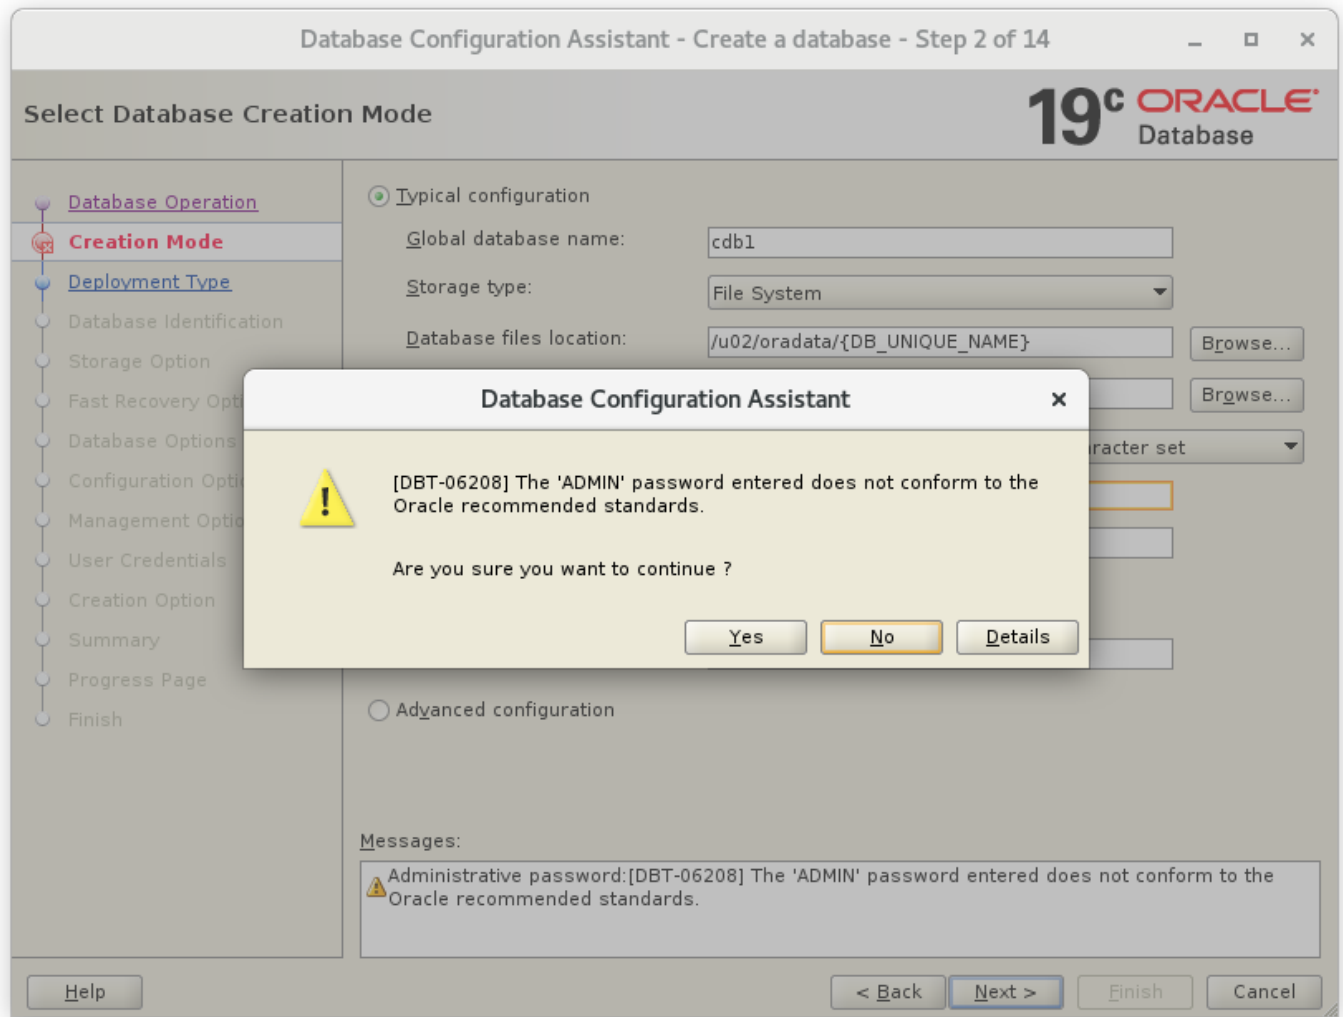 Database Configuration Assistant - Create a database - Step 2 of 14
Select Database Creation Mode
19c ORACLE
Database
Database Operation
Creation Mode
Deployment Type
Database Identification
Storage Option
Fast Recovery Opti
Database Options
Configuration Opti
Management Optio
User Credentials
Creation Option
Summary
Progress Page
Finish
Typical configuration
Global database name:
cdb1
Storage type:
File System
Database files location:
/u02/oradata/{DB_UNIQUE_NAME}
Browse...
Browse...
racter set
Database Configuration Assistant
[DBT-06208] The 'ADMIN' password entered does not conform to the
Oracle recommended standards.
Are you sure you want to continue ?
Yes
No
Details
Advanced configuration
Messages:
Administrative password:[DBT-06208] The 'ADMIN' password entered does not conform to the
Oracle recommended standards.
Help
< Back
Next >
Finish
Cancel